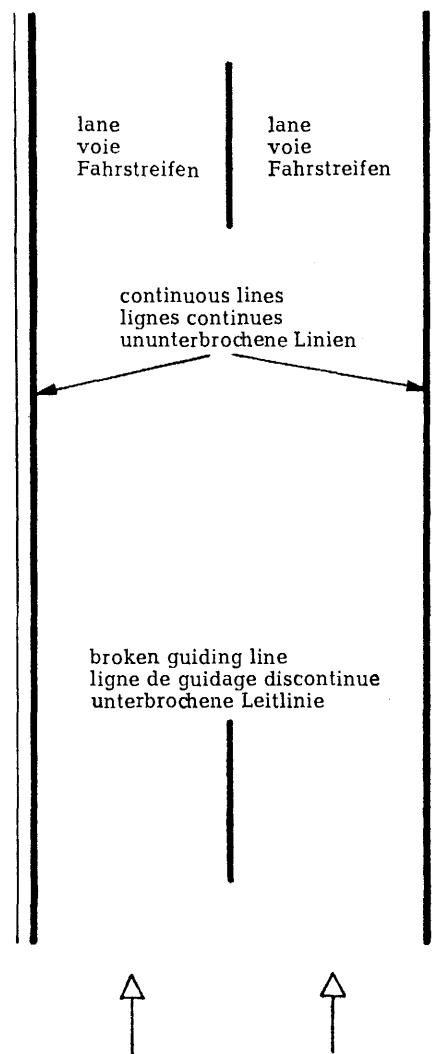 lane
voie
Fahrstreifen
lane
voie
Fahrstreifen
continuous lines
lignes continues
ununterbrochene Linien
broken guiding line
ligne de guidage discontinue
unterbrochene Leitlinie